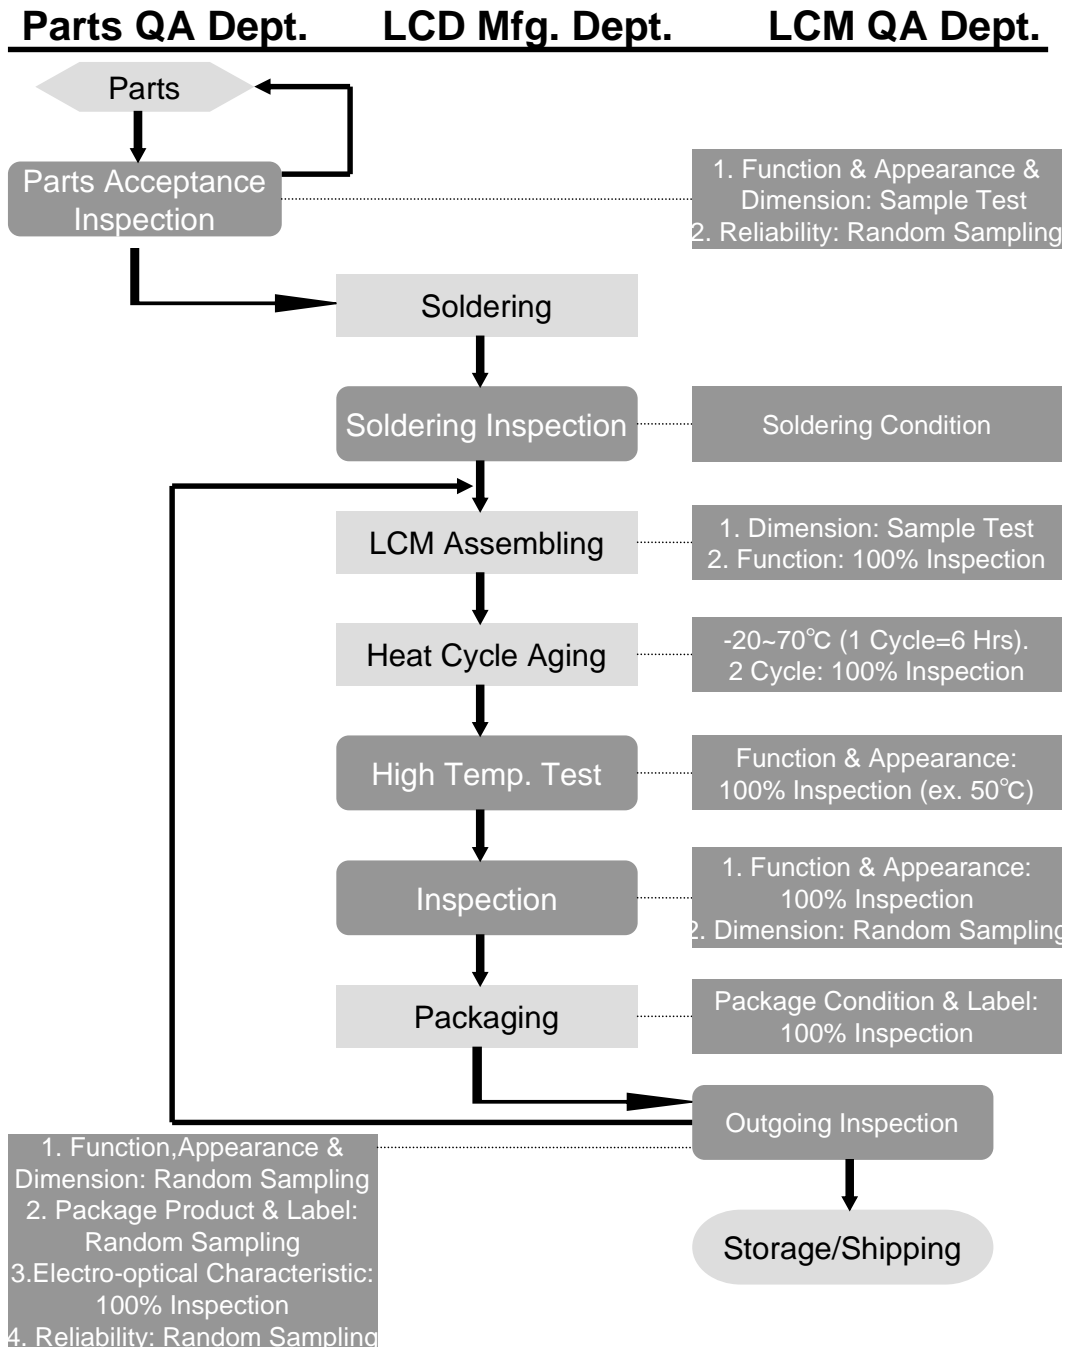 Parts QA Dept. LCD Mfg. Dept. LCM QA Dept.
Parts
Parts Acceptance
Inspection
1. Function & Appearance &
Dimension: Sample Test
2. Reliability: Random Sampling
Soldering
Soldering Inspection
Soldering Condition
LCM Assembling
1. Dimension: Sample Test
2. Function: 100% Inspection
Heat Cycle Aging
-20~70℃ (1 Cycle=6 Hrs).
2 Cycle: 100% Inspection
High Temp. Test
Function & Appearance:
100% Inspection (ex. 50℃)
Inspection
1. Function & Appearance:
100% Inspection
2. Dimension: Random Sampling
Packaging
Package Condition & Label:
100% Inspection
Outgoing Inspection
1. Function,Appearance &
Dimension: Random Sampling
2. Package Product & Label:
Random Sampling
3.Electro-optical Characteristic:
100% Inspection
4. Reliability: Random Sampling
Storage/Shipping